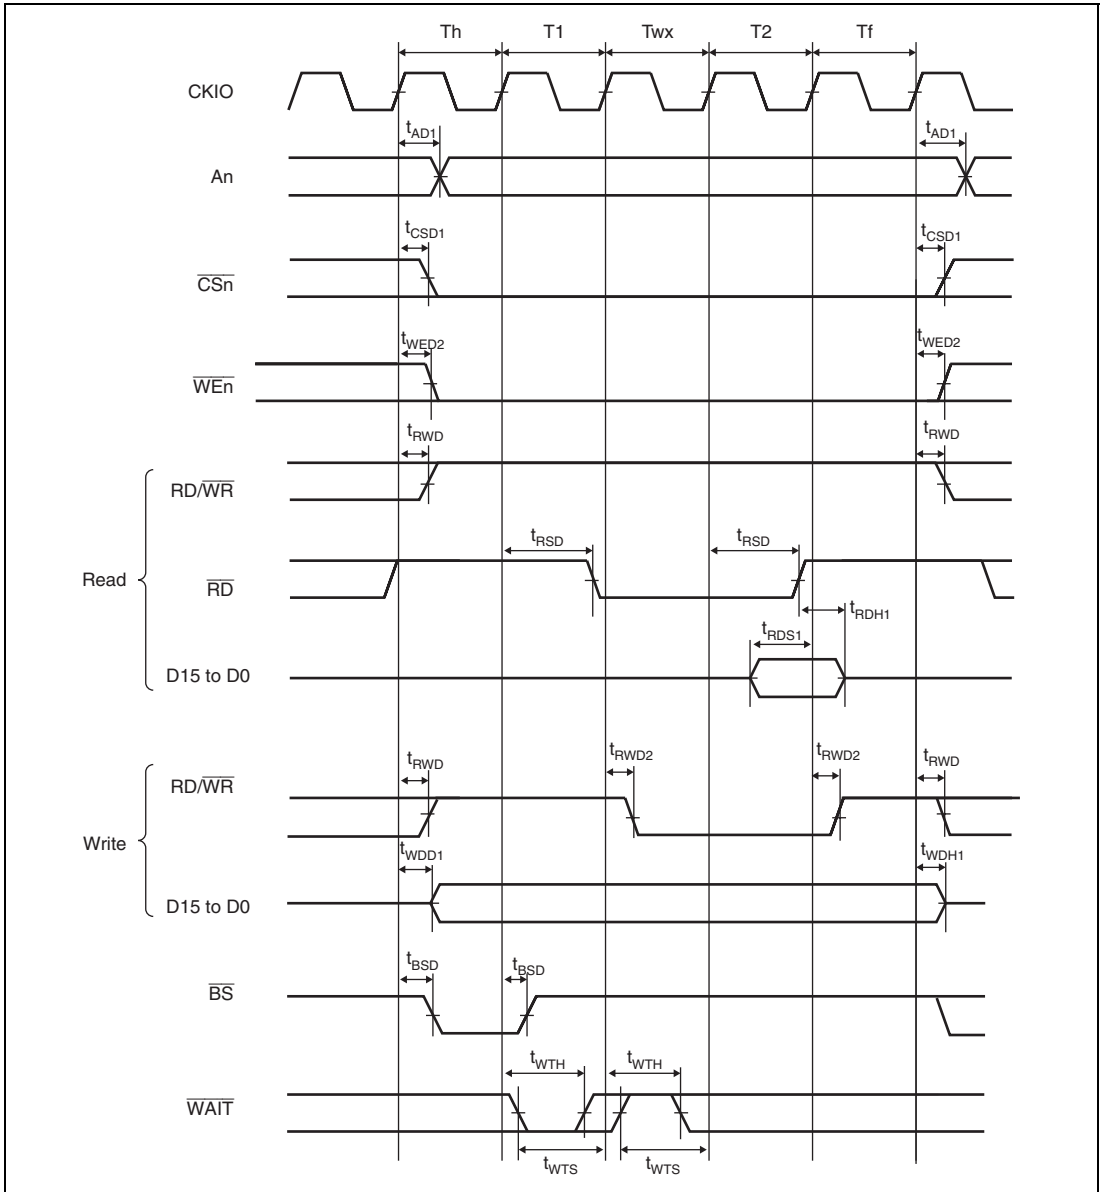 Th T1 Twx T2 Tf
CKIO
tAD1 tAD1
An
tCSD1 tCSD1
CSn
tWED2 tWED2
WEn
tRWD tRWD
RD/WR
tRSD tRSD
Read
RD
tRDH1
tRDS1
D15 to D0
tRWD tRWD2 tRWD2 tRWD
RD/WR
Write
tWDD1 tWDH1
D15 to D0
tBSD tBSD
BS
tWTH tWTH
WAIT
tWTS tWTS